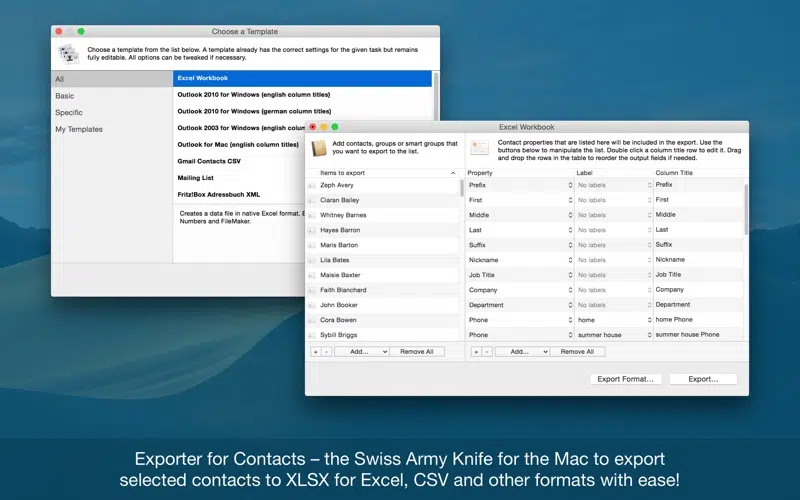 Choose a Template
Choose a template from the list below. A template already has the correct settings for the given task but remains
fully editable. All options can be tweaked if necessary.
All
Basic
Specific
My Templates
Excel Workbook
Outlook 2010 for Windows (english column titles)
Outlook 2010 for Windows (german column titles)
Outlook 2003 for Windows (english
Outlook for Mac (english titles)
Gmail Contacts CSV
Mailing List
Fritz!Box Adressbuch XML
Creates a data file in native Excel format.
Numbers and FileMaker.
Excel Workbook
Add contacts, groups or smart groups that
you want to export to the list.
Contact properties that are listed here will be included in the export. Use the
buttons below to manipulate the list. Double click a column title row to edit it. Drag
and drop the rows in the table to reorder the output fields if needed.
Items to export
Zeph Avery
Ciaran Bailey
Whitney Barnes
Hayes Barron
Maris Barton
Lila Bates
Maisie Baxter
Faith Blanchard
John Booker
Cora Bowen
Sybill Briggs
+ - Add... Remove All
Property Label Column Title
Prefix No labels Prefix
First No labels First
Middle No labels Middle
Last No labels Last
Suffix No labels Suffix
Nickname No labels Nickname
Job Title No labels Job Title
Company No labels Company
Department No labels Department
Phone home home Phone
Phone summer house summer house Phone
+ - Add... Remove All
Export Format... Export...
Exporter for Contacts – the Swiss Army Knife for the Mac to export
selected contacts to XLSX for Excel, CSV and other formats with ease!